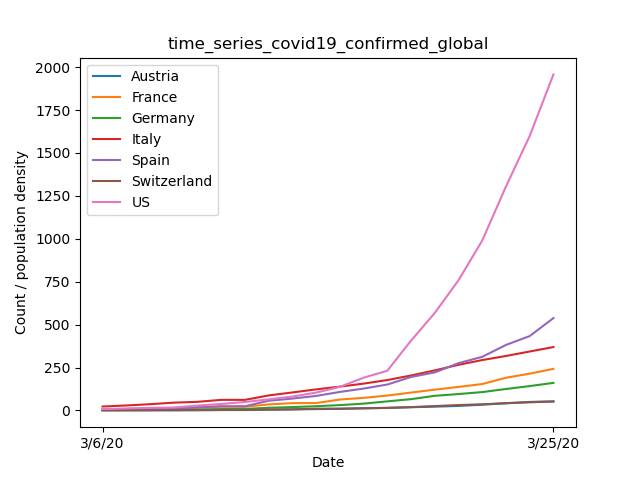 time_series_covid19_confirmed_global
Austria
France
Germany
Italy
Spain
Switzerland
US
2000
1750
1500
1250
1000
750
500
250
0
Count / population density
3/6/20
3/25/20
Date